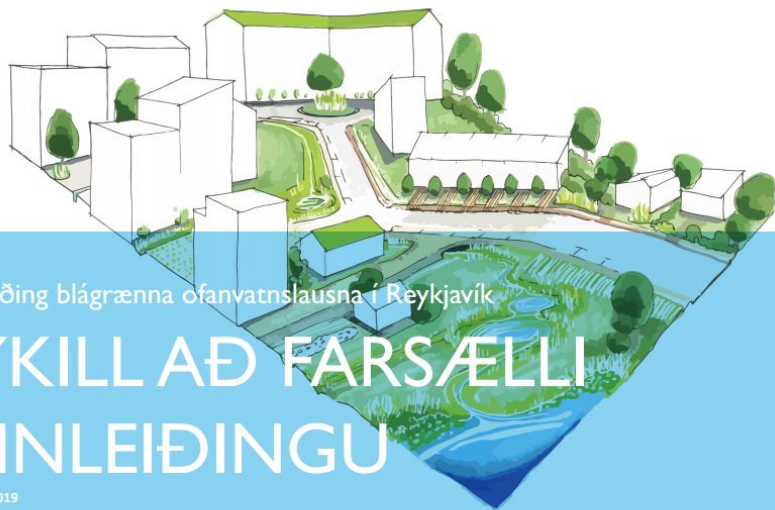 ðing blágrænna ofanvatnslausna í Reykjavík
YKILL AÐ FARSÆLLI
INLEIÐINGU
019